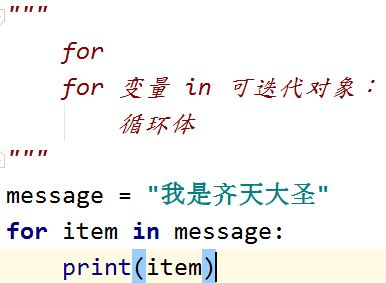 """
    for
    for 变量 in 可迭代对象：
        循环体
"""
message = "我是齐天大圣"
for item in message:
    print(item)